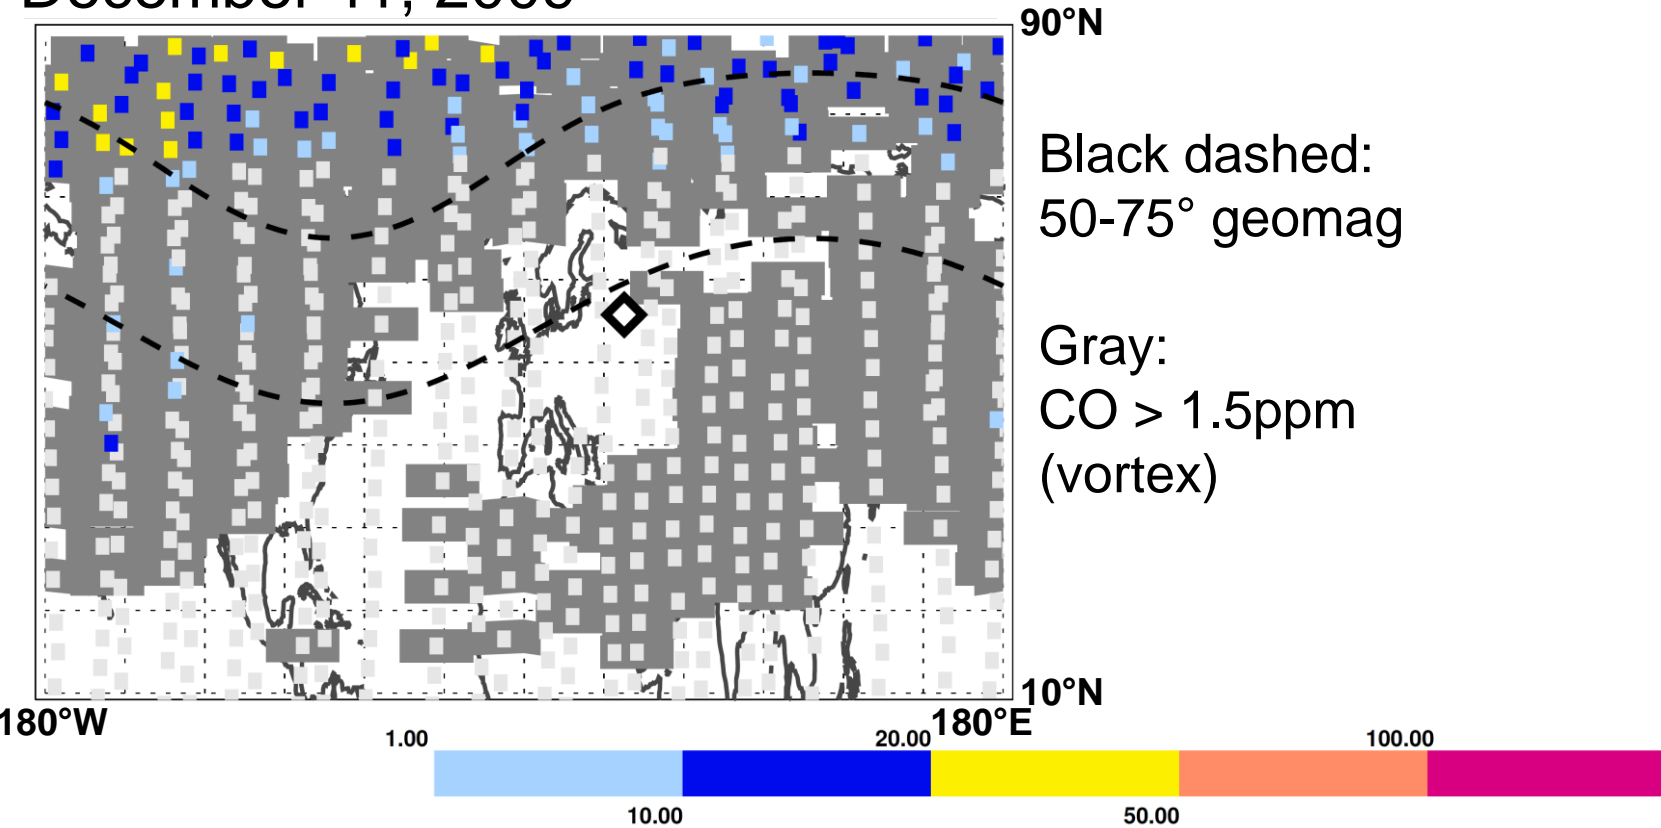 90°N
Black dashed:
50-75° geomag
Gray:
CO > 1.5ppm
(vortex)
10°N
180°W
180°E
1.00
20.00
100.00
10.00
50.00